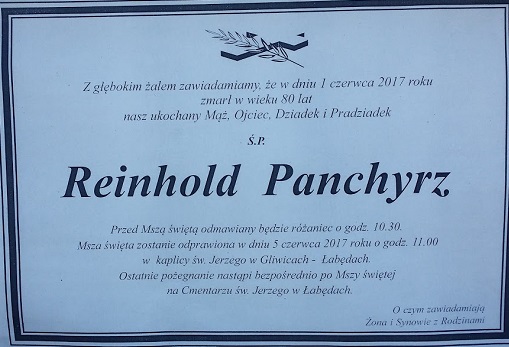 Z głębokim żalem zawiadamiamy, że w dniu 1 czerwca 2017 roku
zmarł w wieku 80 lat
nasz ukochany Mąż, Ojciec, Dziadek i Pradziadek
Ś.P.
Reinhold Panchyrz
Przed Mszą świętą odmawiany będzie różaniec o godz. 10.30.
Msza święta zostanie odprawiona w dniu 5 czerwca 2017 roku o godz. 11.00
w kaplicy św. Jerzego w Gliwicach - Łabędach.
Ostatnie pożegnanie nastąpi bezpośrednio po Mszy świętej
na Cmentarzu św. Jerzego w Łabędach.
O czym zawiadamiają
Żona i Synowie z Rodzinami